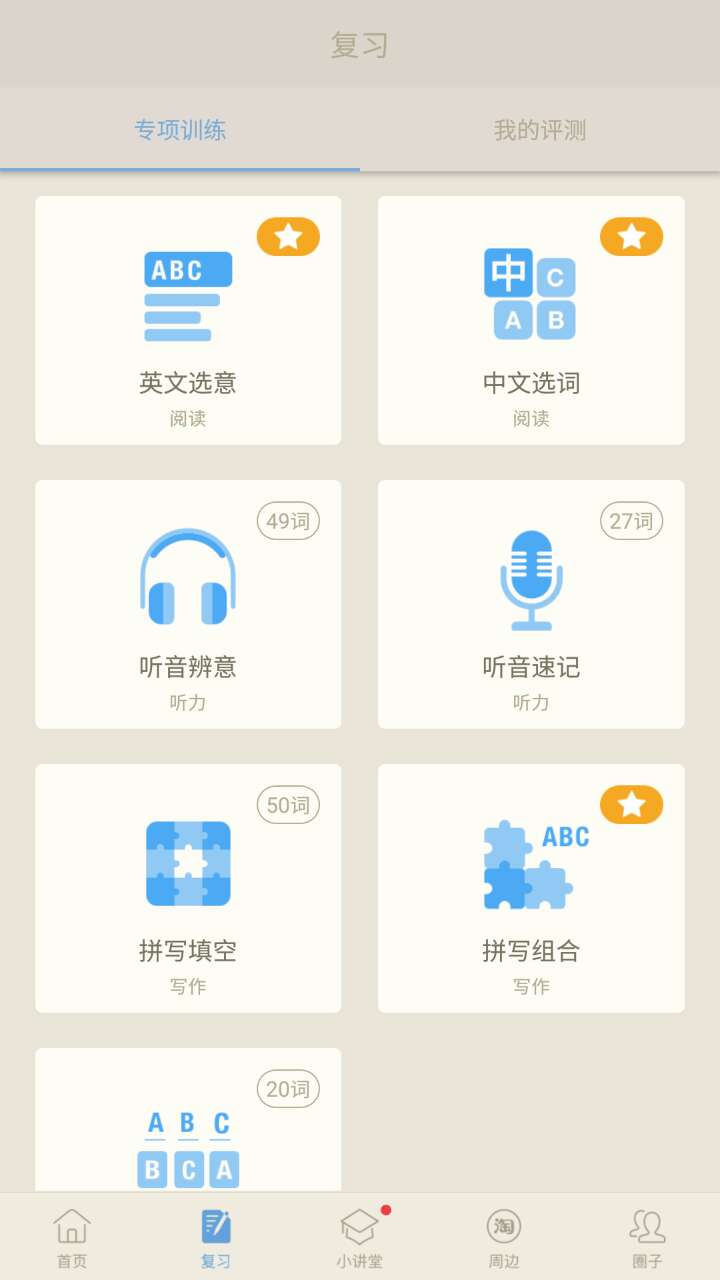 复习
专项训练
我的评测
ABC
英文选意
阅读
中 C
A B
中文选词
阅读
49词
听音辨意
听力
27词
听音速记
听力
50词
拼写填空
写作
ABC
拼写组合
写作
20词
A B C
B C A
首页
复习
小讲堂
淘
周边
圈子